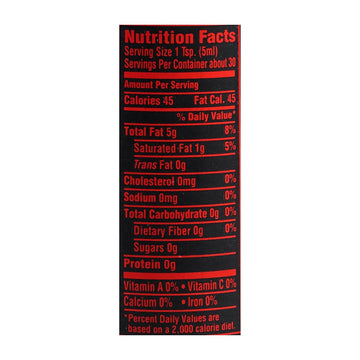 Nutrition Facts
Serving Size 1 Tsp. (5ml)
Servings Per Container about 30
Amount Per Serving
Calories 45 Fat Cal. 45
% Daily Value*
Total Fat 5g 8%
Saturated Fat 1g 5%
Trans Fat 0g
Cholesterol 0mg 0%
Sodium 0mg 0%
Total Carbohydrate 0g 0%
Dietary Fiber 0g 0%
Sugars 0g
Protein 0g
Vitamin A 0% • Vitamin C 0%
Calcium 0% • Iron 0%
*Percent Daily Values are
based on a 2,000 calorie diet.